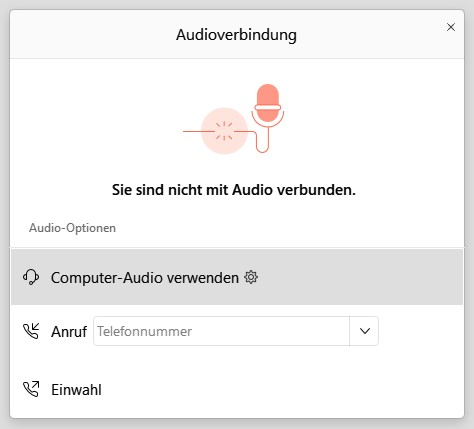 Audioverbindung
Sie sind nicht mit Audio verbunden.
Audio-Optionen
Computer-Audio verwenden
Anruf Telefonnummer
Einwahl